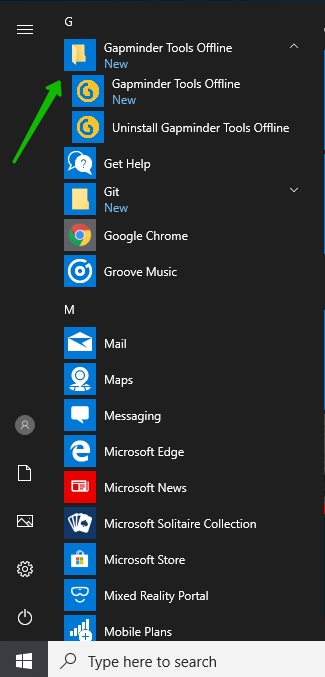 G
Gapminder Tools Offline
New
Gapminder Tools Offline
New
Uninstall Gapminder Tools Offline
Get Help
Git
New
Google Chrome
Groove Music
M
Mail
Maps
Messaging
Microsoft Edge
Microsoft News
Microsoft Solitaire Collection
Microsoft Store
Mixed Reality Portal
Mobile Plans
Type here to search